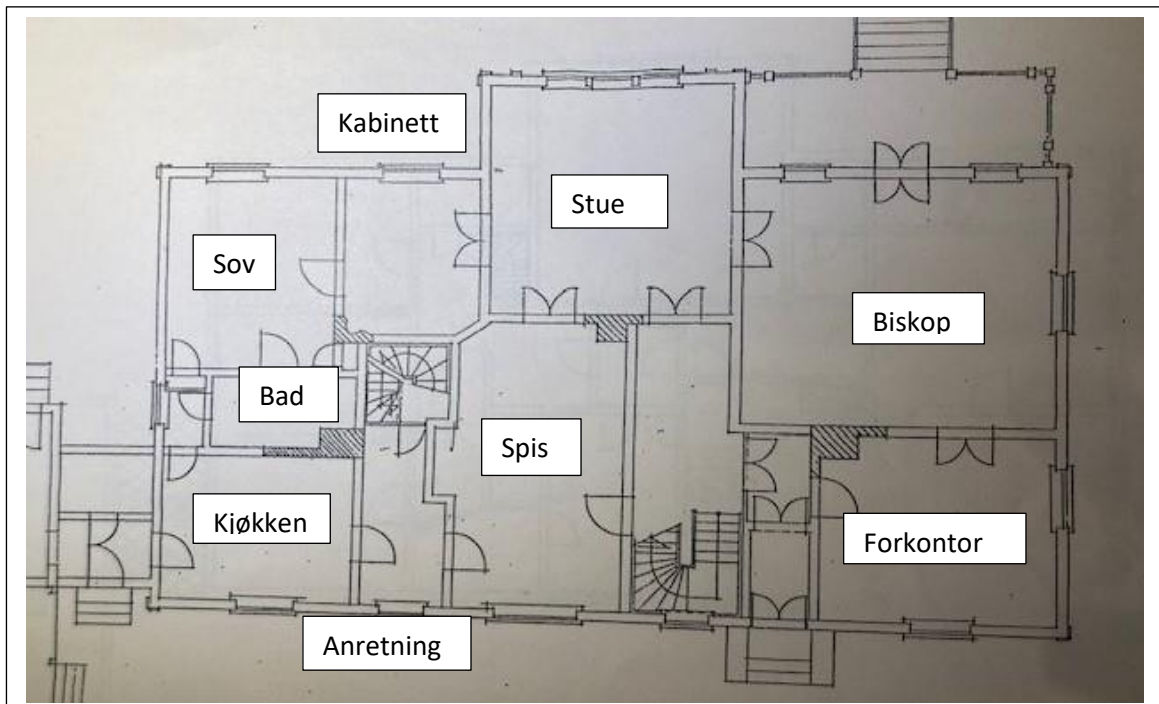 Kabinett
Stue
Sov
Biskop
Bad
Spis
Kjøkken
Forkontor
Anretning